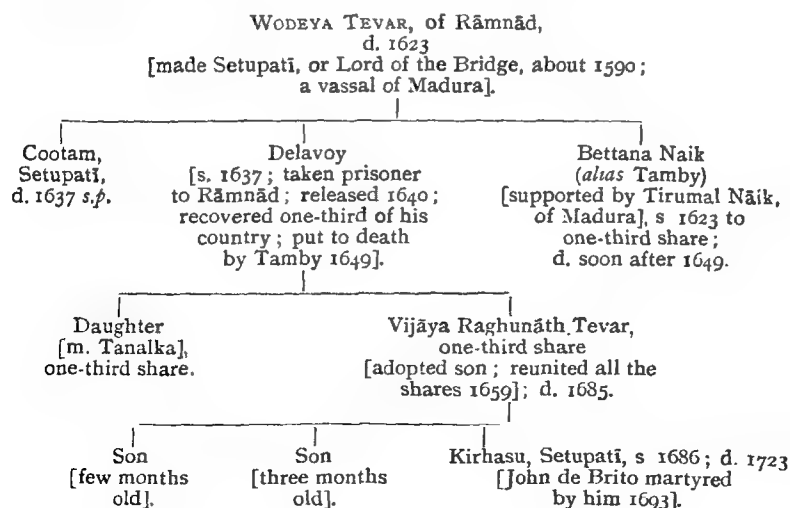 WODEYA TEVAR, of Rāmnād,
d. 1623
[made Setupatī, or Lord of the Bridge, about 1590;
a vassal of Madura].
Cootam,
Setupatī,
d. 1637 s.p.
Delavoy
[s. 1637; taken prisoner
to Rāmnād; released 1640;
recovered one-third of his
country; put to death
by Tamby 1649].
Bettana Naik
(alias Tamby)
[supported by Tirumal Nāik,
of Madura], s 1623 to
one-third share;
d. soon after 1649.
Daughter
[m. Tanalka],
one-third share.
Vijāya Raghunāth Tevar,
one-third share
[adopted son; reunited all the
shares 1659]; d. 1685.
Son
[few months
old].
Son
[three months
old].
Kirhasu, Setupatī, s 1686; d. 1723
[John de Brito martyred
by him 1693].